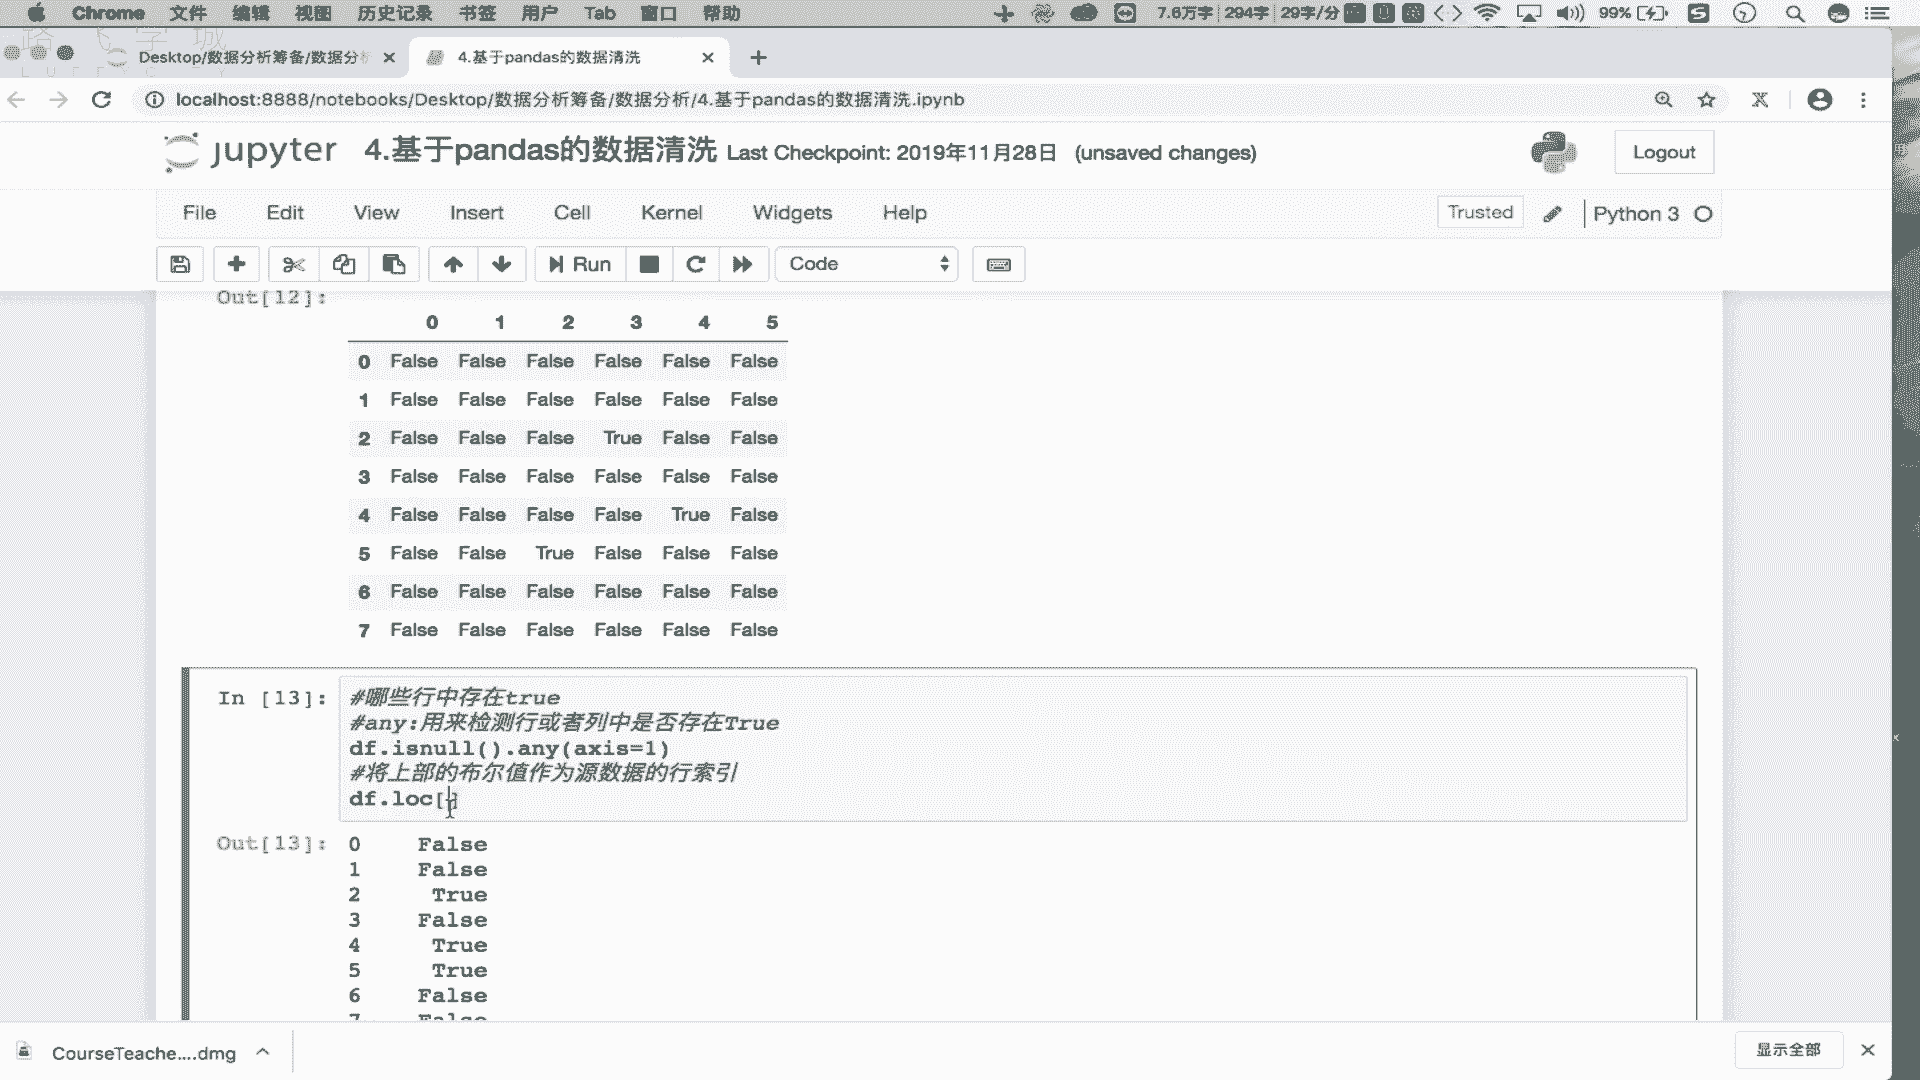 Chrome 文件 编辑 视图 历史记录 书签 用户 Tab 窗口 帮助 7.6万字 294字 29字/分 99%
Desktop/数据分析筹备/数据分 4.基于pandas的数据清洗
localhost:8888/notebooks/Desktop/数据分析筹备/数据分析/4.基于pandas的数据清洗.ipynb
jupyter 4.基于pandas的数据清洗 Last Checkpoint: 2019年11月28日 (unsaved changes) Logout
File Edit View Insert Cell Kernel Widgets Help Trusted Python 3
Run Code
Out[12]:
0 1 2 3 4 5
0 False False False False False False
1 False False False False False False
2 False False False True False False
3 False False False False False False
4 False False False False True False
5 False False True False False False
6 False False False False False False
7 False False False False False False
In [13]: #哪些行中存在true
#any:用来检测行或者列中是否存在True
df.isnull().any(axis=1)
#将上部的布尔值作为源数据的行索引
df.loc[]
Out[13]: 0 False
1 False
2 True
3 False
4 True
5 True
6 False
7 False
CourseTeache....dmg 显示全部